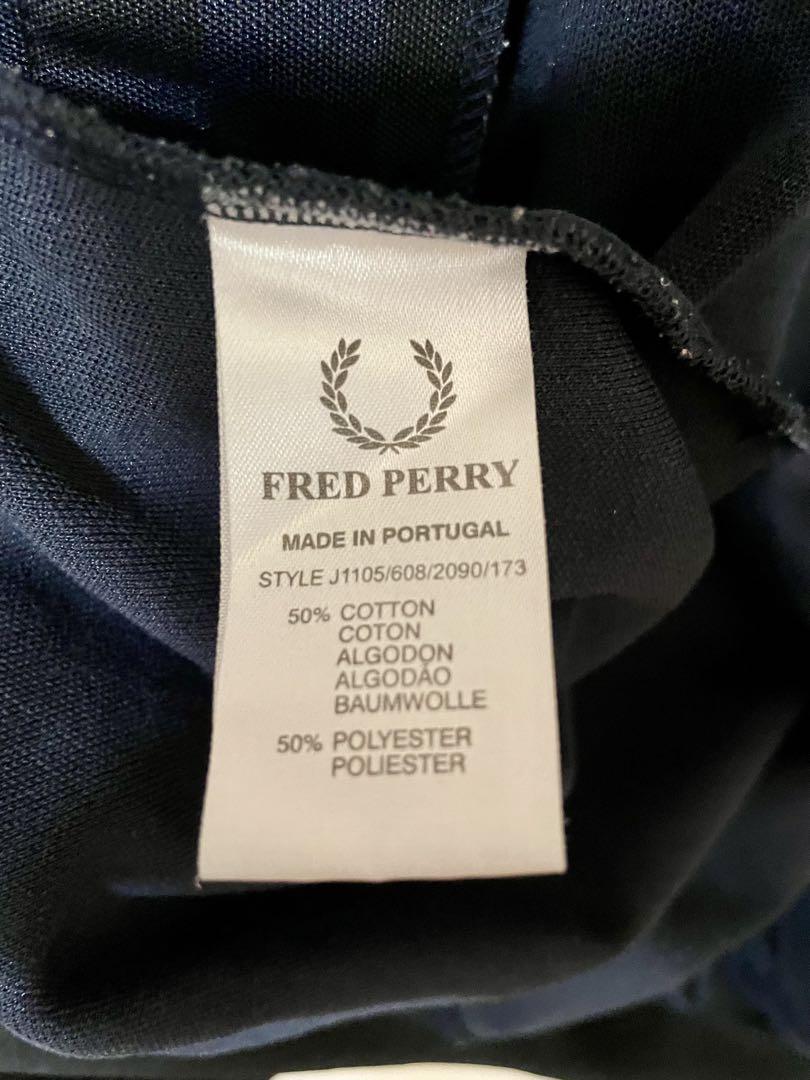 FRED PERRY
MADE IN PORTUGAL
STYLE J1105/608/2090/173
50% COTTON
COTON
ALGODON
ALGODÃO
BAUMWOLLE
50% POLYESTER
POLIESTER